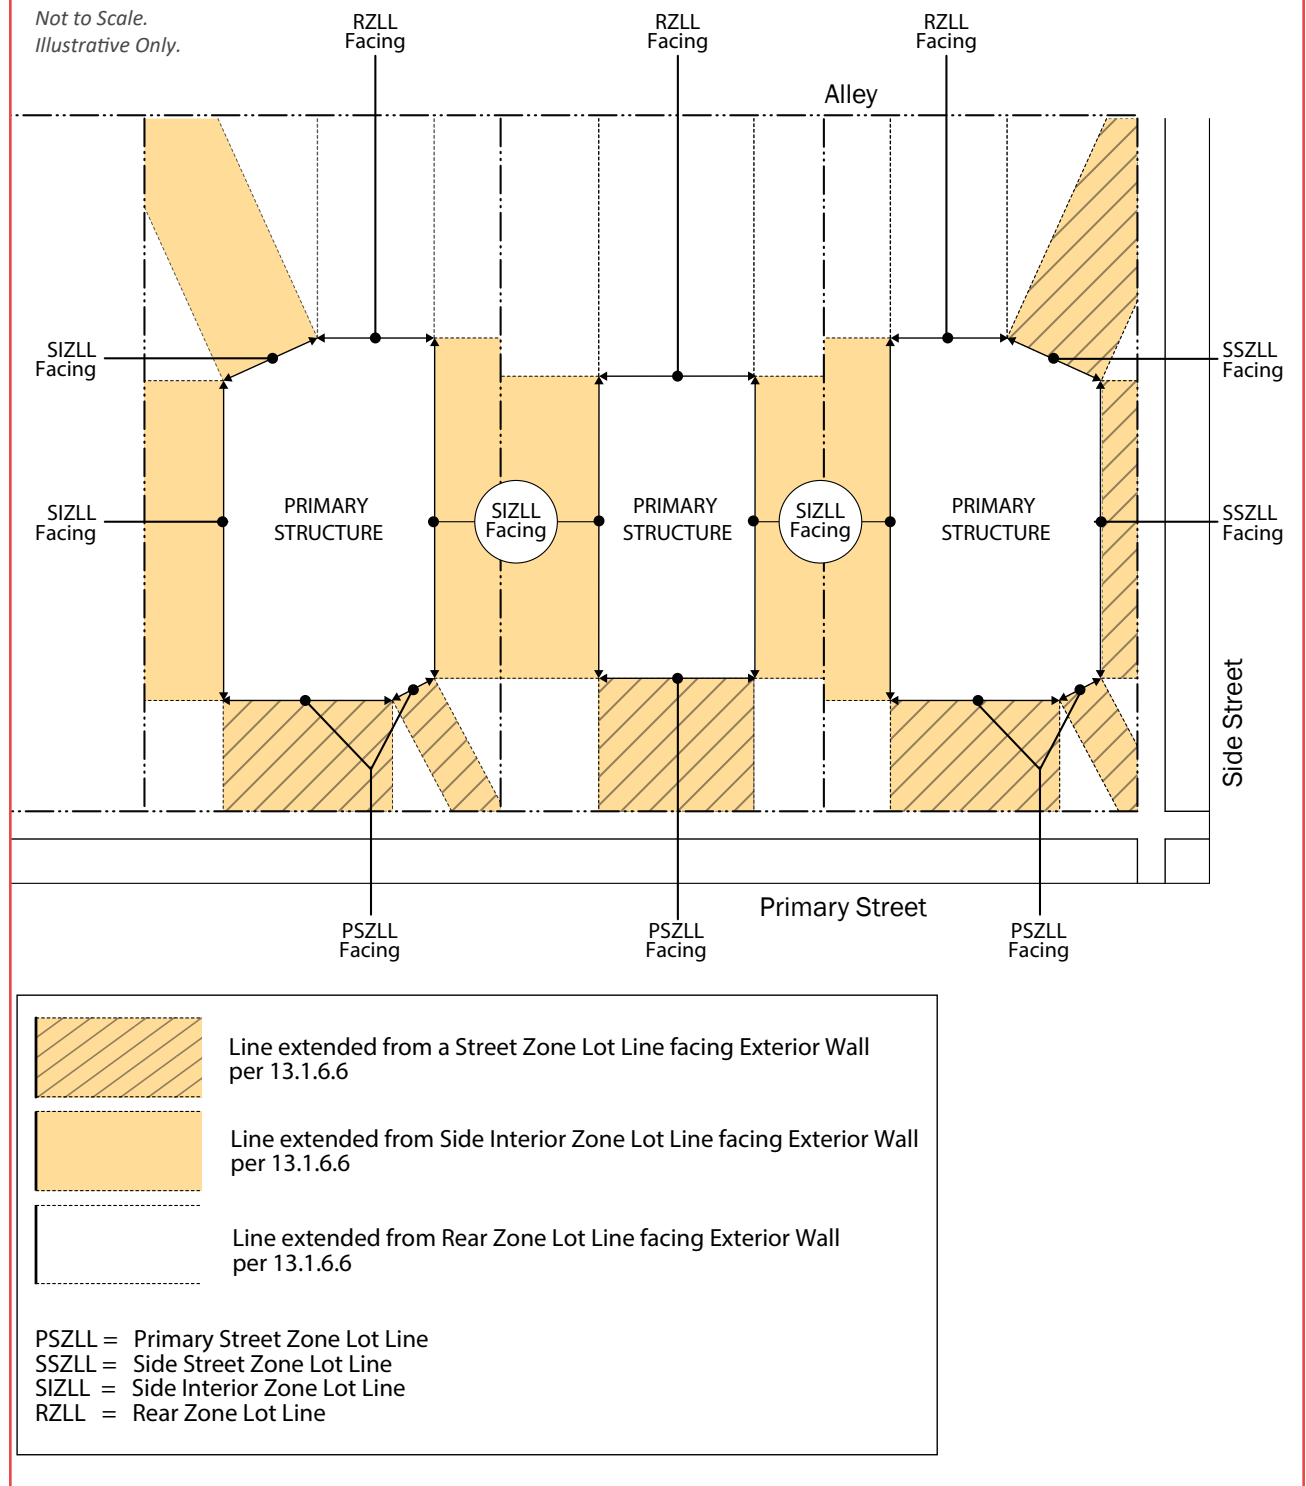 Not to Scale.
Illustrative Only.
RZLL
Facing
RZLL
Facing
RZLL
Facing
Alley
SIZLL
Facing
SSZLL
Facing
SIZLL
Facing
PRIMARY
STRUCTURE
SIZLL
Facing
PRIMARY
STRUCTURE
SIZLL
Facing
PRIMARY
STRUCTURE
SSZLL
Facing
Side Street
Primary Street
PSZLL
Facing
PSZLL
Facing
PSZLL
Facing
Line extended from a Street Zone Lot Line facing Exterior Wall
per 13.1.6.6
Line extended from Side Interior Zone Lot Line facing Exterior Wall
per 13.1.6.6
Line extended from Rear Zone Lot Line facing Exterior Wall
per 13.1.6.6
PSZLL = Primary Street Zone Lot Line
SSZLL = Side Street Zone Lot Line
SIZLL = Side Interior Zone Lot Line
RZLL = Rear Zone Lot Line